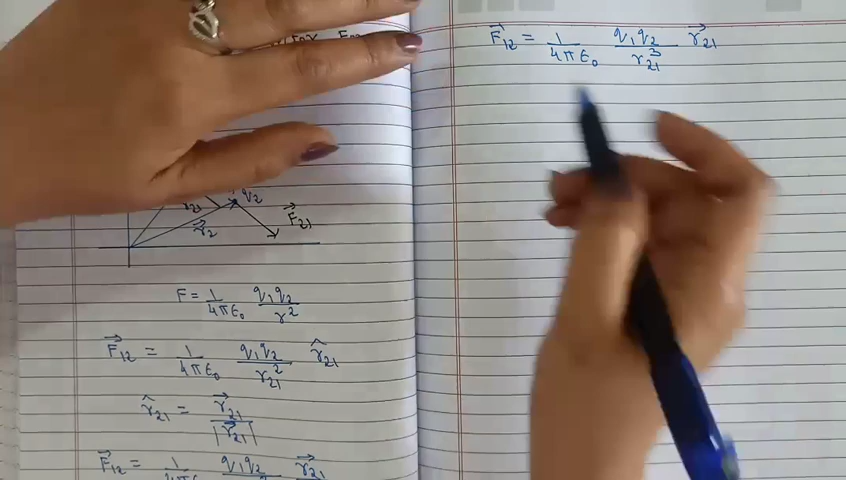 q₂
r⃗₂₁
r⃗₂
F⃗₂₁
F = 1/4πε₀ q₁q₂/r²
F⃗₁₂ = 1/4πε₀ q₁q₂/r₂₁² r̂₂₁
r̂₂₁ = r⃗₂₁/|r⃗₂₁|
F⃗₁₂ = 1/4πε₀ q₁q₂ r⃗₂₁
F⃗₁₂ = 1/4πε₀ q₁q₂/r₂₁³ r⃗₂₁